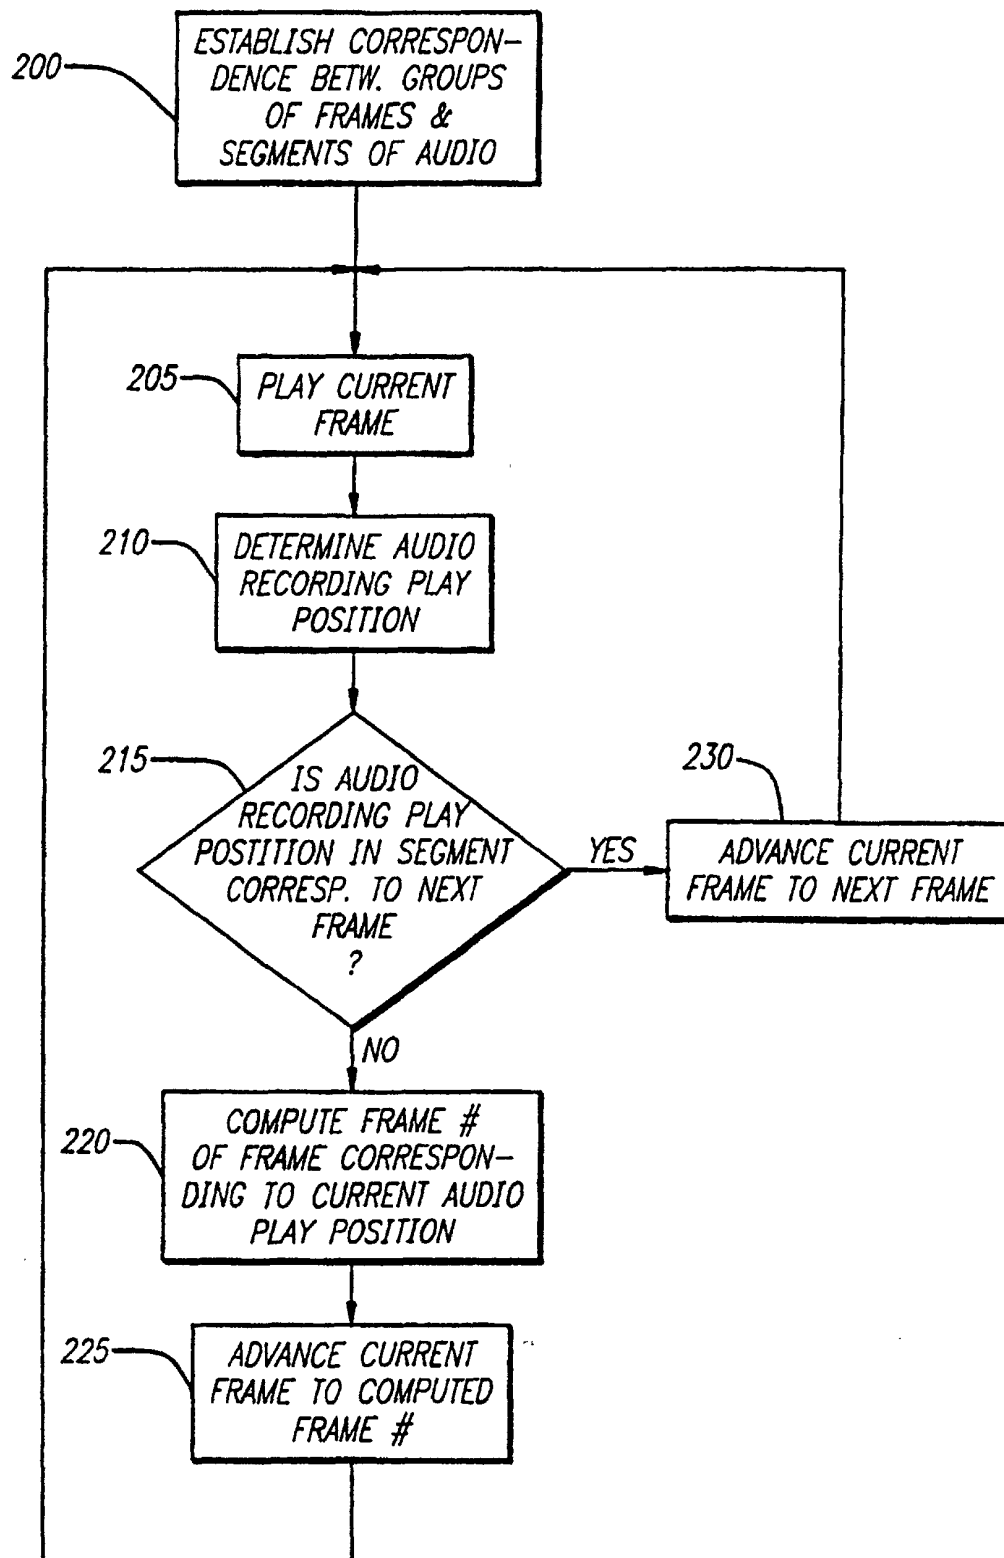 200
ESTABLISH CORRESPON-
DENCE BETW. GROUPS
OF FRAMES &
SEGMENTS OF AUDIO
205
PLAY CURRENT
FRAME
210
DETERMINE AUDIO
RECORDING PLAY
POSITION
215
IS AUDIO
RECORDING PLAY
POSTITION IN SEGMENT
CORRESP. TO NEXT
FRAME
?
YES
230
ADVANCE CURRENT
FRAME TO NEXT FRAME
NO
220
COMPUTE FRAME #
OF FRAME CORRESPON-
DING TO CURRENT AUDIO
PLAY POSITION
225
ADVANCE CURRENT
FRAME TO COMPUTED
FRAME #